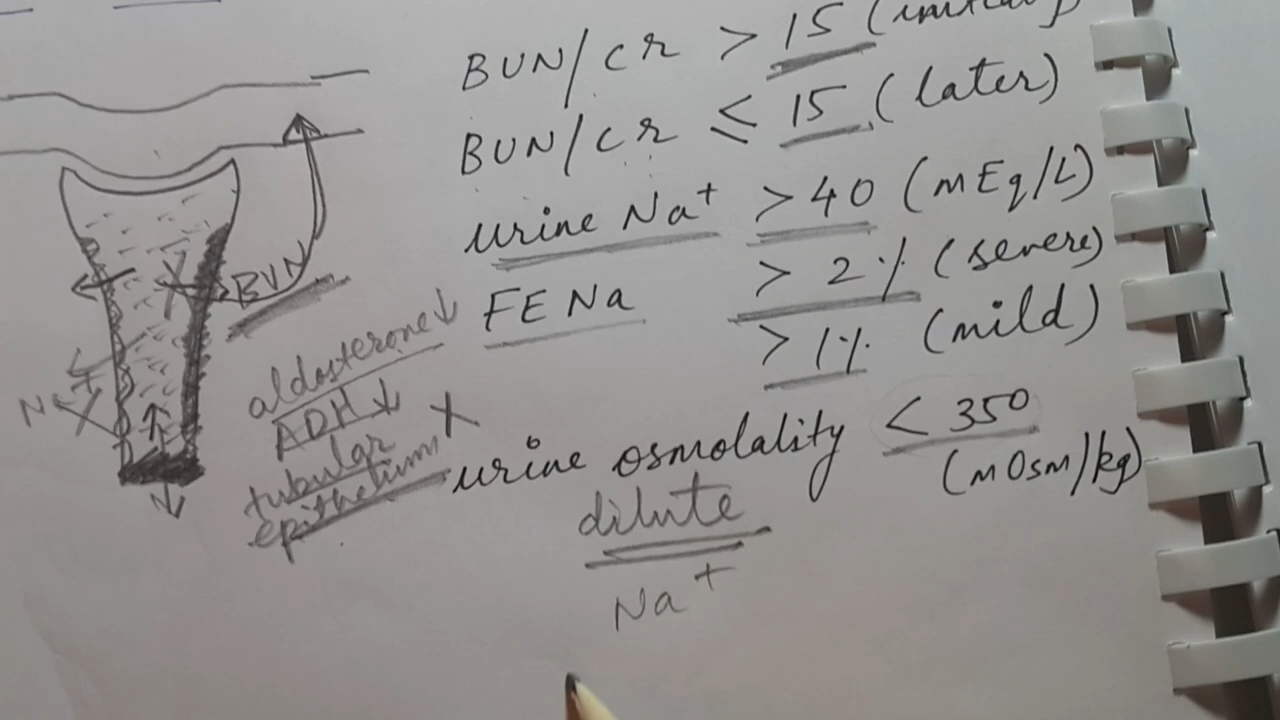 BUN/cr > 15 (initial)
BUN/cr ≤ 15 (later)
urine Na+ > 40 (mEq/L)
FENa > 2% (severe)
> 1% (mild)
urine osmolality < 350
(mOsm/kg)
dilute
Na+
BUN
aldosterone ↓
ADH ↓
tubular
epithelium X